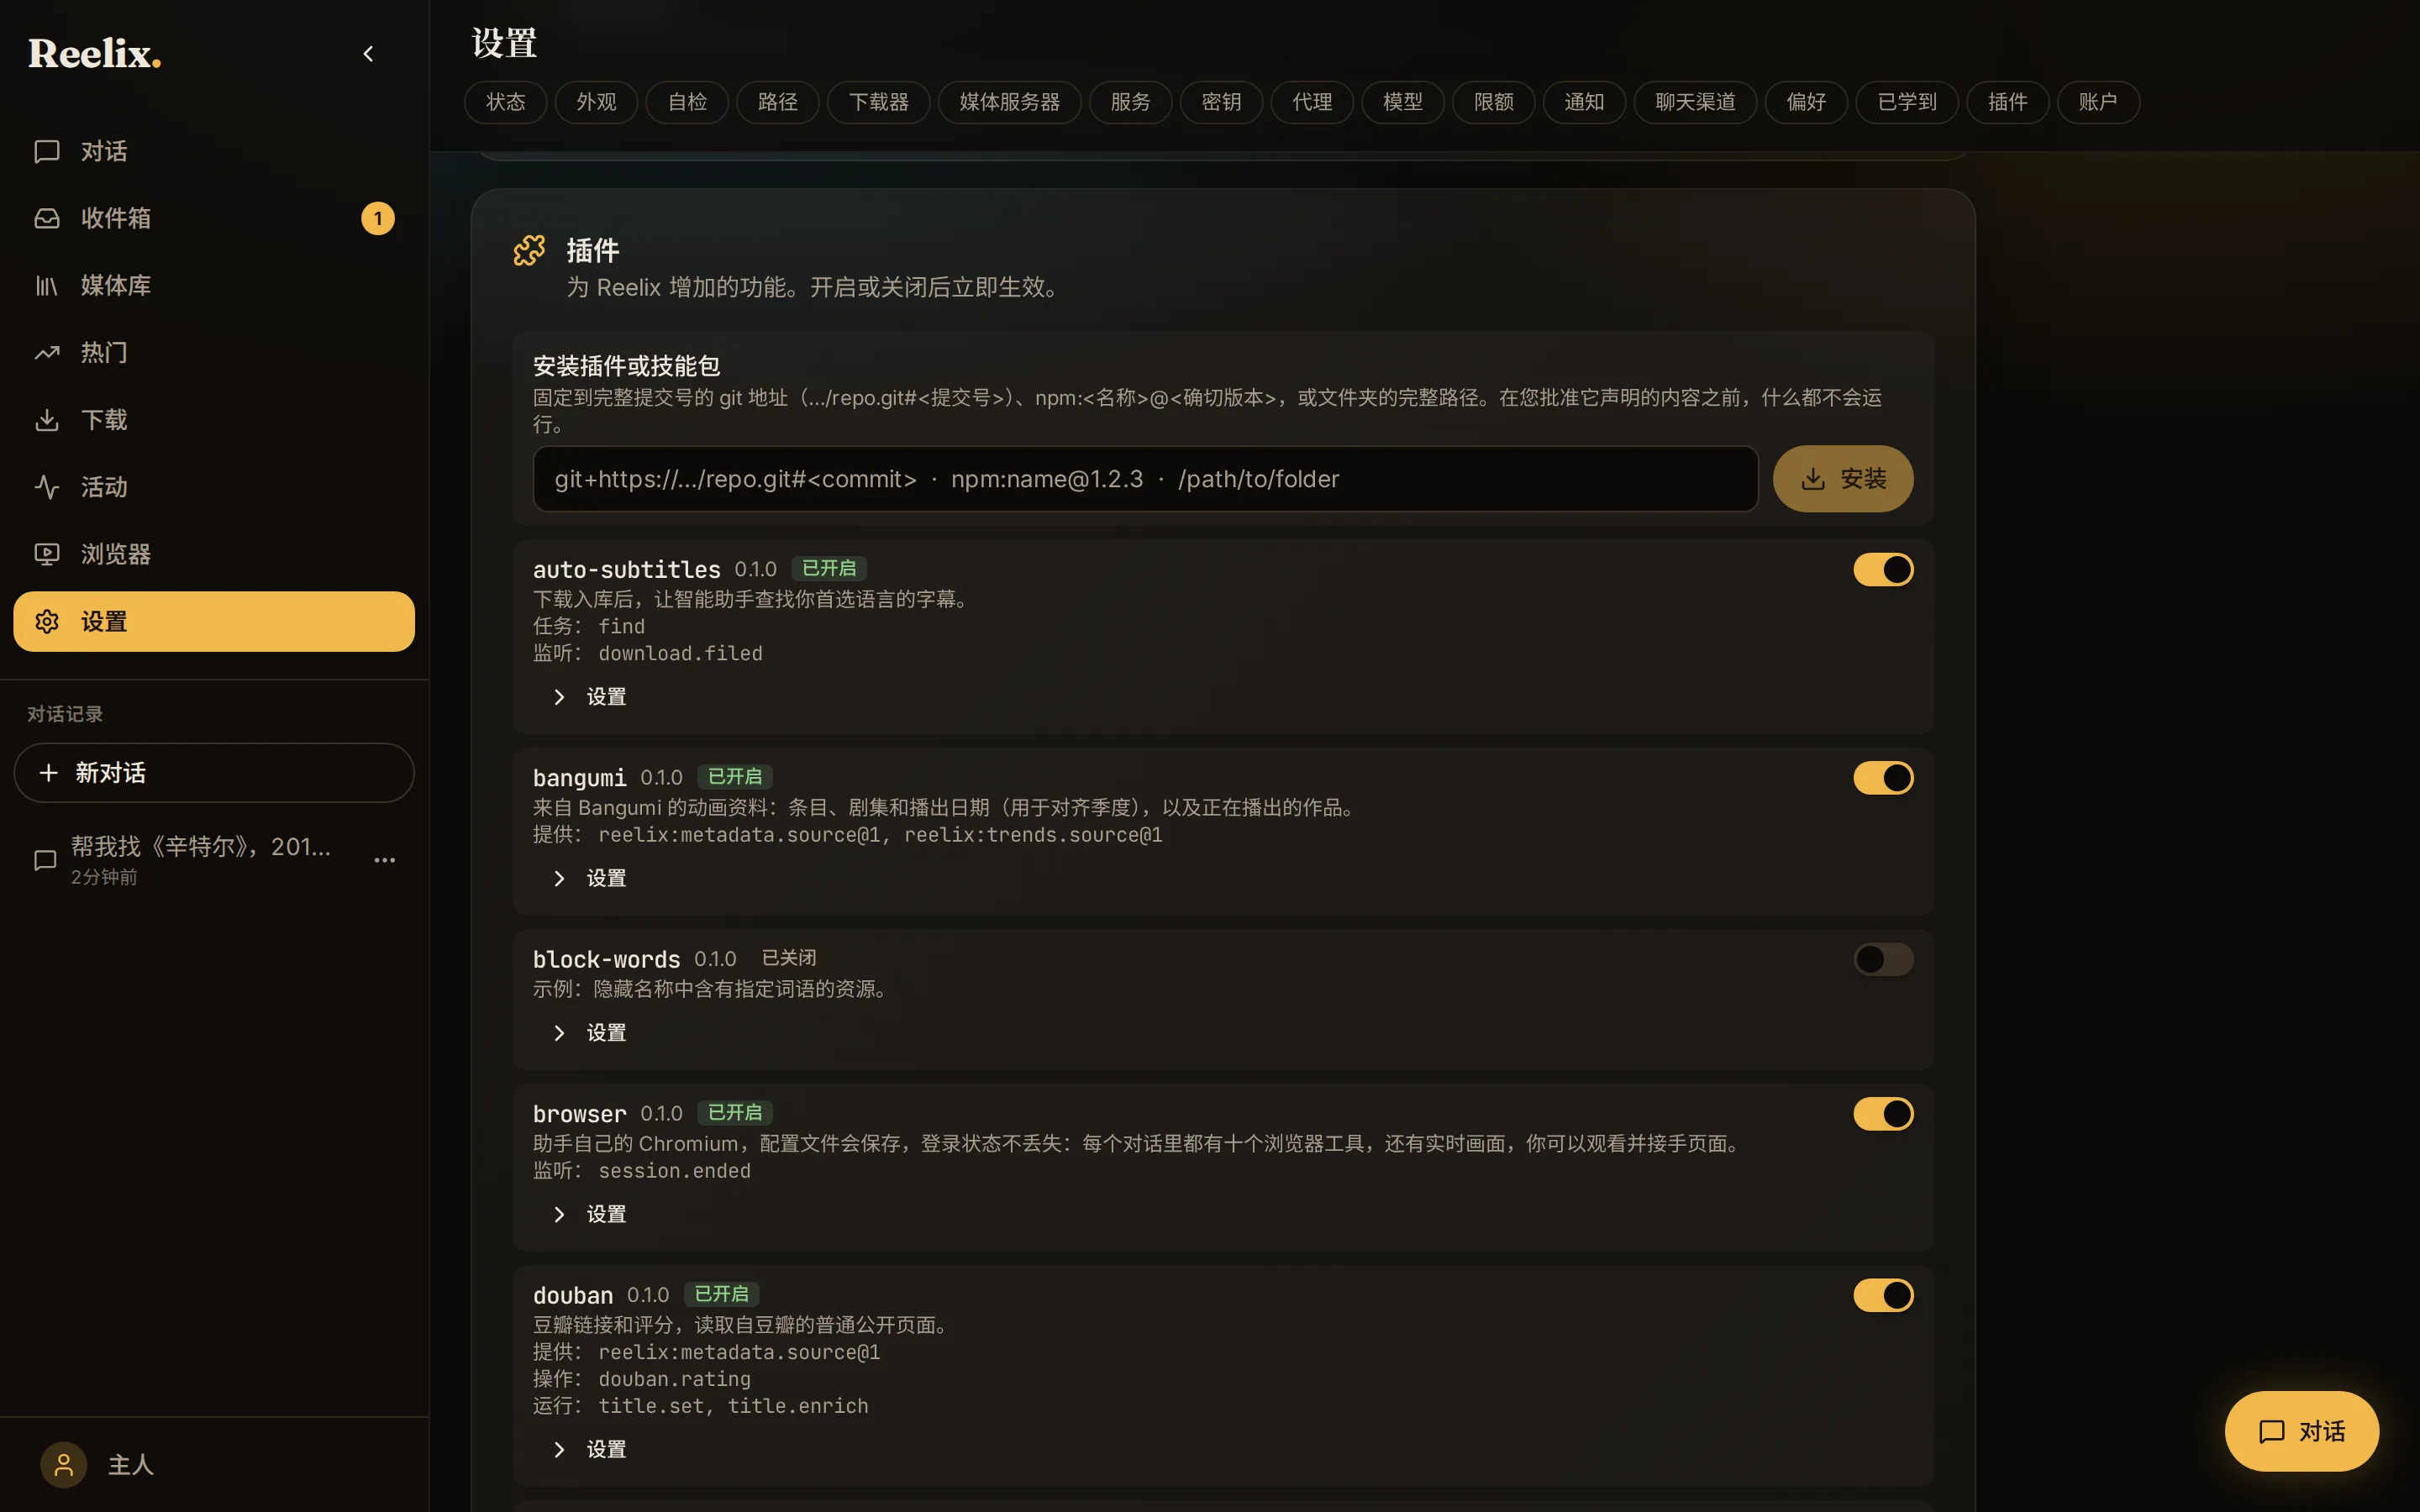 Reelix.
对话
收件箱
1
媒体库
热门
下载
活动
浏览器
设置
对话记录
新对话
帮我找《辛特尔》，201...
2分钟前
主人
设置
状态
外观
自检
路径
下载器
媒体服务器
服务
密钥
代理
模型
限额
通知
聊天渠道
偏好
已学到
插件
账户
插件
为 Reelix 增加的功能。开启或关闭后立即生效。
安装插件或技能包
固定到完整提交号的 git 地址（.../repo.git#<提交号>）、npm:<名称>@<确切版本>，或文件夹的完整路径。在您批准它声明的内容之前，什么都不会运
行。
git+https://.../repo.git#<commit> · npm:name@1.2.3 · /path/to/folder
安装
auto-subtitles 0.1.0 已开启
下载入库后，让智能助手查找你首选语言的字幕。
任务： find
监听： download.filed
设置
bangumi 0.1.0 已开启
来自 Bangumi 的动画资料：条目、剧集和播出日期（用于对齐季度），以及正在播出的作品。
提供： reelix:metadata.source@1, reelix:trends.source@1
设置
block-words 0.1.0 已关闭
示例：隐藏名称中含有指定词语的资源。
设置
browser 0.1.0 已开启
助手自己的 Chromium，配置文件会保存，登录状态不丢失：每个对话里都有十个浏览器工具，还有实时画面，你可以观看并接手页面。
监听： session.ended
设置
douban 0.1.0 已开启
豆瓣链接和评分，读取自豆瓣的普通公开页面。
提供： reelix:metadata.source@1
操作： douban.rating
运行： title.set, title.enrich
设置
对话